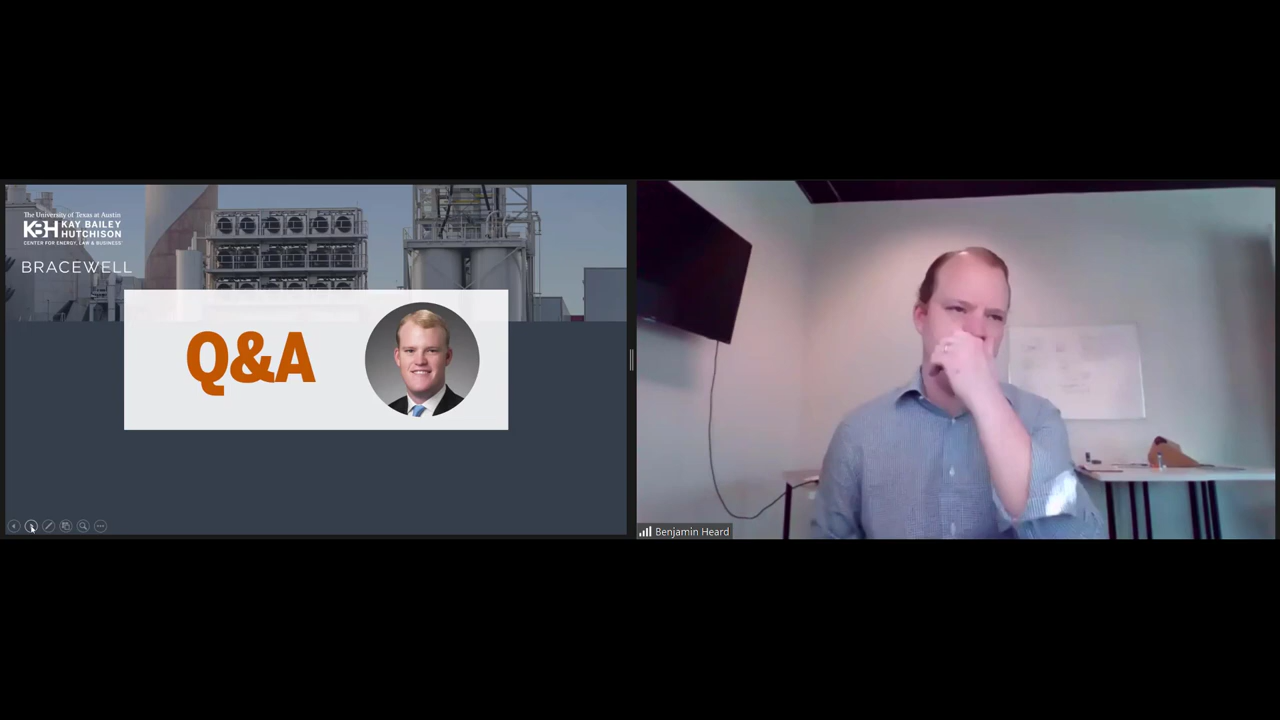 The University of Texas at Austin
KBH KAY BAILEY
HUTCHISON
CENTER FOR ENERGY, LAW & BUSINESS
BRACEWELL
Q&A
Benjamin Heard